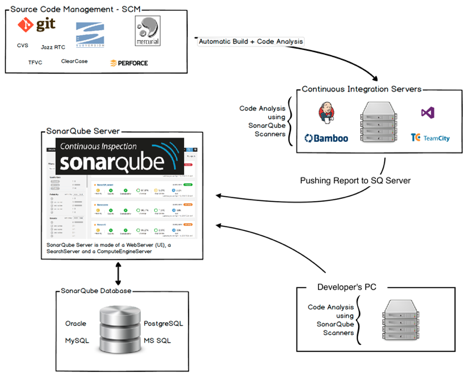 Source Code Management - SCM
git
CVS
Jazz RTC
SUBVERSION
mercurial
TFVC
ClearCase
PERFORCE
Automatic Build + Code Analysis
Continuous Integration Servers
Code Analysis
using
SonarQube
Scanners
Bamboo
TeamCity
Pushing Report to SQ Server
SonarQube Server
Continuous Inspection
sonarqube
SonarQube Server is made of a WebServer (UI), a
SearchServer and a ComputeEngineServer
SonarQube Database
Oracle
PostgreSQL
MySQL
MS SQL
Developer's PC
Code Analysis
using
SonarQube
Scanners